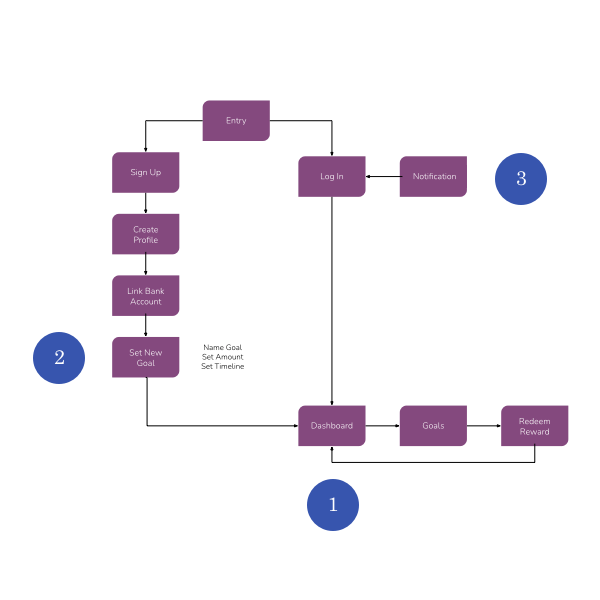 Entry
Sign Up
Log In
Notification
3
Create
Profile
Link Bank
Account
2
Set New
Goal
Name Goal
Set Amount
Set Timeline
Dashboard
Goals
Redeem
Reward
1